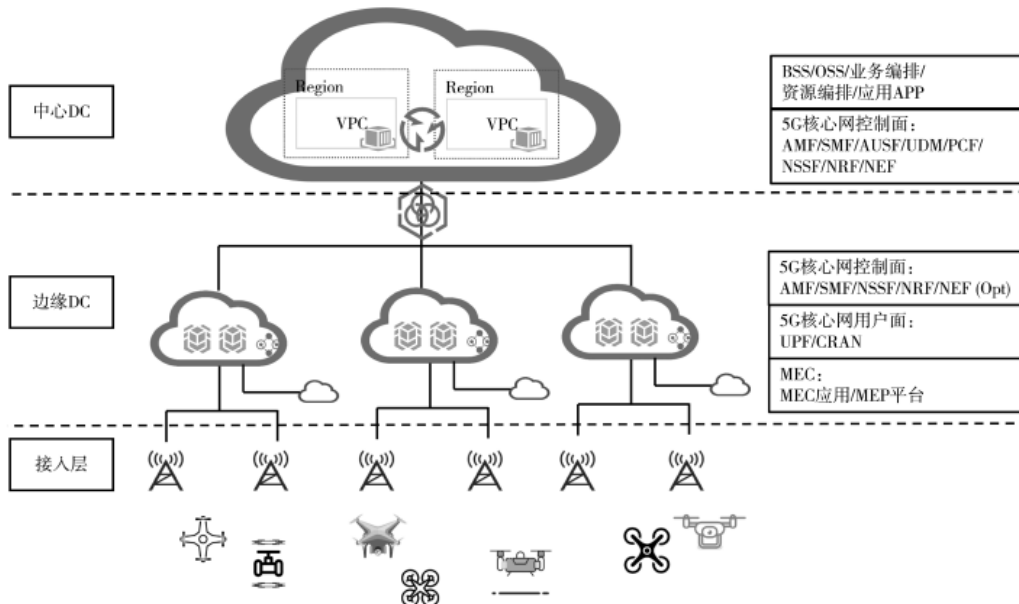 中心DC
Region
VPC
Region
VPC
BSS/OSS/业务编排/
资源编排/应用APP
5G核心网控制面：
AMF/SMF/AUSF/UDM/PCF/
NSSF/NRF/NEF
边缘DC
5G核心网控制面：
AMF/SMF/NSSF/NRF/NEF (Opt)
5G核心网用户面：
UPF/CRAN
MEC：
MEC应用/MEP平台
接入层